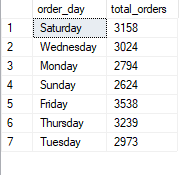 order_day total_orders
1 Saturday 3158
2 Wednesday 3024
3 Monday 2794
4 Sunday 2624
5 Friday 3538
6 Thursday 3239
7 Tuesday 2973